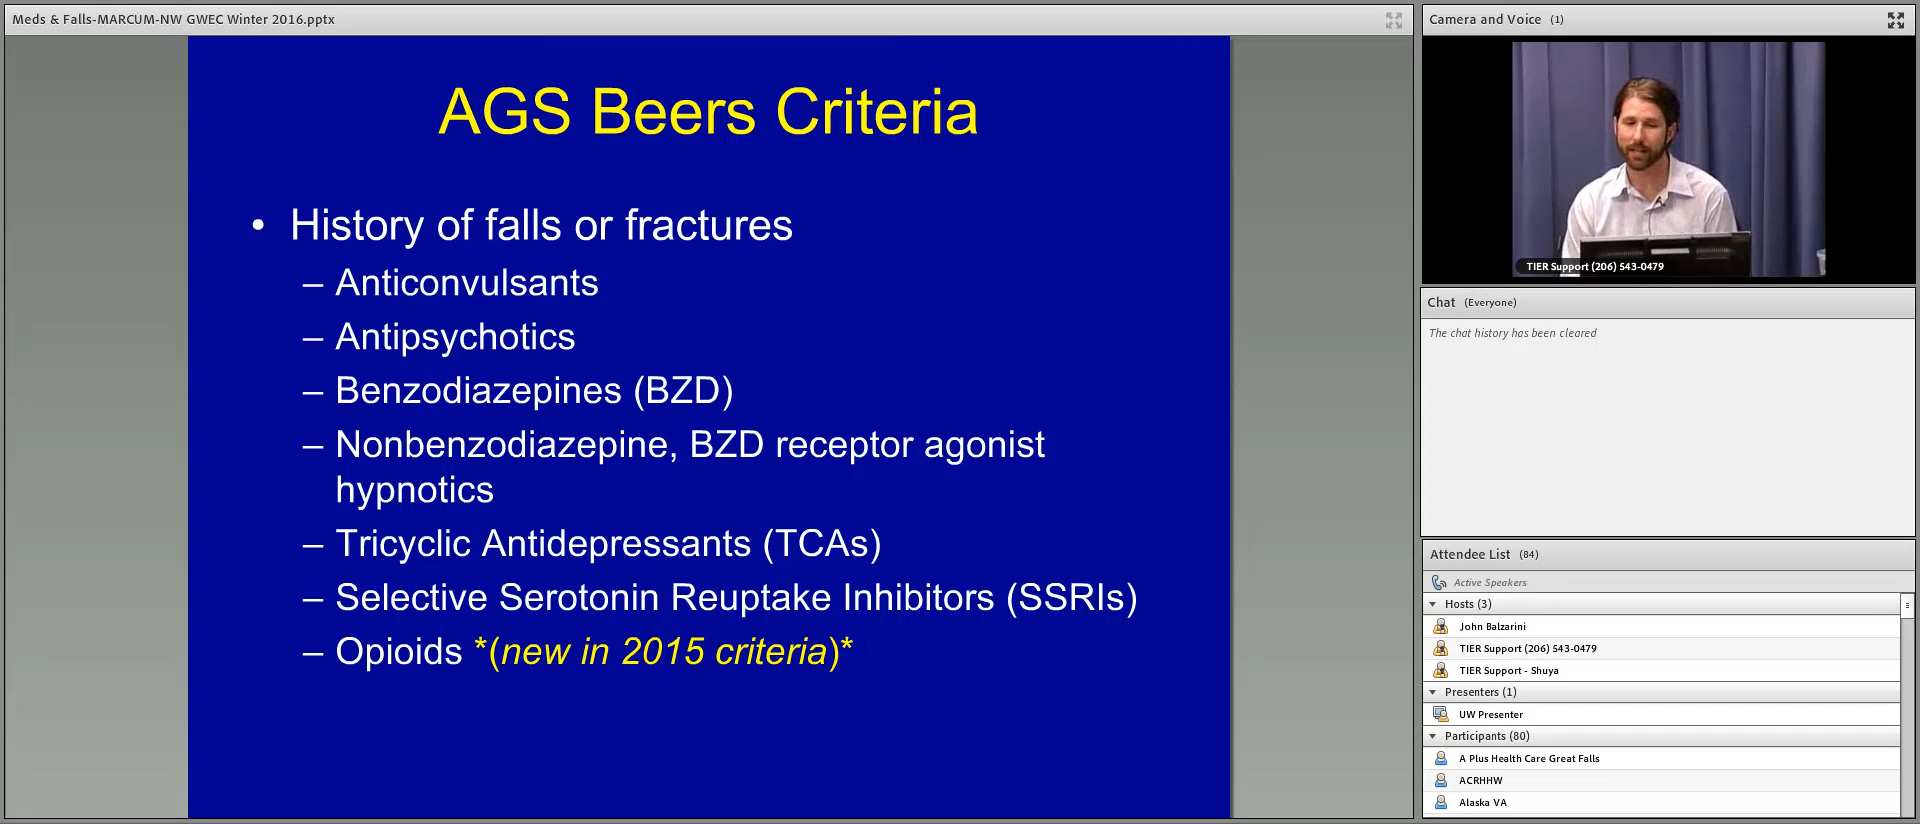 Meds & Falls-MARCUM-NW GWEC Winter 2016.pptx
AGS Beers Criteria
• History of falls or fractures
– Anticonvulsants
– Antipsychotics
– Benzodiazepines (BZD)
– Nonbenzodiazepine, BZD receptor agonist
hypnotics
– Tricyclic Antidepressants (TCAs)
– Selective Serotonin Reuptake Inhibitors (SSRIs)
– Opioids *(new in 2015 criteria)*
Camera and Voice (1)
TIER Support (206) 543-0479
Chat (Everyone)
The chat history has been cleared
Attendee List (84)
Active Speakers
Hosts (3)
John Balzarini
TIER Support (206) 543-0479
TIER Support - Shuya
Presenters (1)
UW Presenter
Participants (80)
A Plus Health Care Great Falls
ACRHHW
Alaska VA